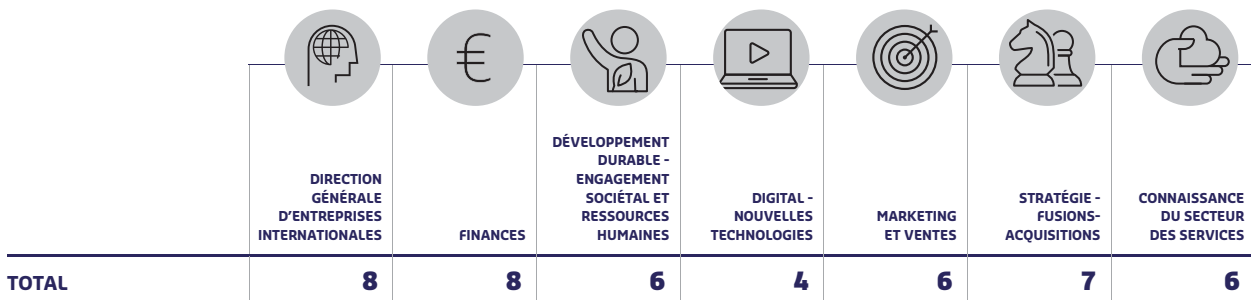 DIRECTION
GÉNÉRALE
D'ENTREPRISES
INTERNATIONALES
€
FINANCES
DÉVELOPPEMENT
DURABLE -
ENGAGEMENT
SOCIÉTAL ET
RESSOURCES
HUMAINES
DIGITAL -
NOUVELLES
TECHNOLOGIES
MARKETING
ET VENTES
STRATÉGIE -
FUSIONS-
ACQUISITIONS
CONNAISSANCE
DU SECTEUR
DES SERVICES
TOTAL 8 8 6 4 6 7 6